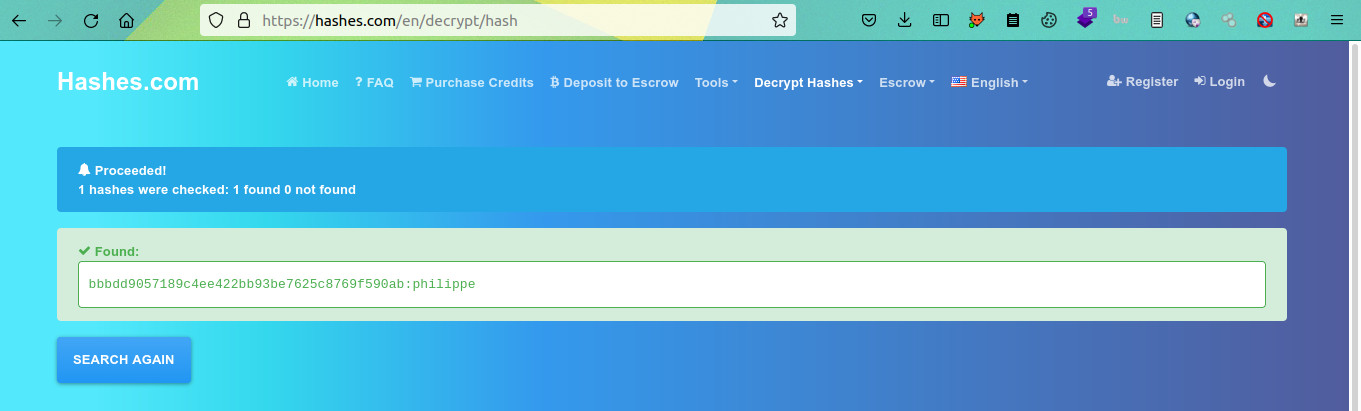 https://hashes.com/en/decrypt/hash
5
Hashes.com
Home
? FAQ
Purchase Credits
Deposit to Escrow
Tools
Decrypt Hashes
Escrow
English
Register
Login
Proceeded!
1 hashes were checked: 1 found 0 not found
Found:
bbbdd9057189c4ee422bb93be7625c8769f590ab:philippe
SEARCH AGAIN